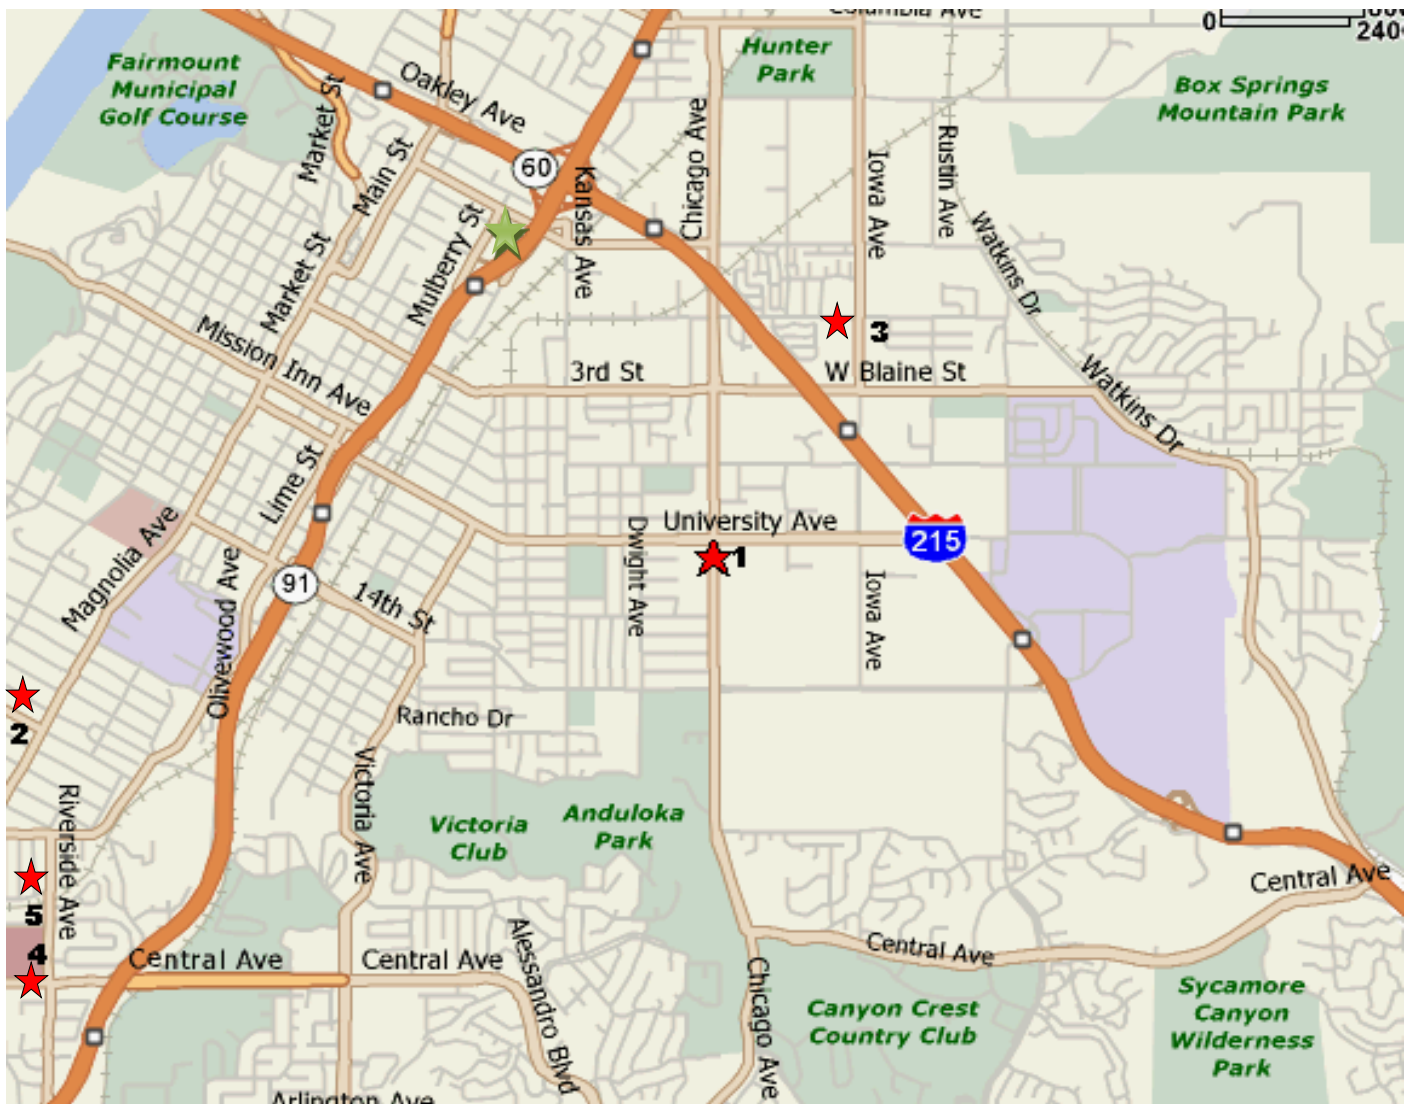 Columbia Ave
0
240
Fairmount
Municipal
Golf Course
Hunter
Park
Box Springs
Mountain Park
Oakley Ave
Market St
Main St
60
Chicago Ave
Kansas Ave
Iowa Ave
Rustin Ave
Watkins Dr
Mulberry St
Market St
Mission Inn Ave
3
3rd St
W Blaine St
Watkins Dr
Lime St
Magnolia Ave
University Ave
215
1
Dwight Ave
Olivewood Ave
91
14th St
Iowa Ave
2
Rancho Dr
Victoria Ave
Riverside Ave
Victoria
Club
Anduloka
Park
5
4
Central Ave
Central Ave
Alessandro Blvd
Central Ave
Central Ave
Chicago Ave
Canyon Crest
Country Club
Sycamore
Canyon
Wilderness
Park
Arlington Ave